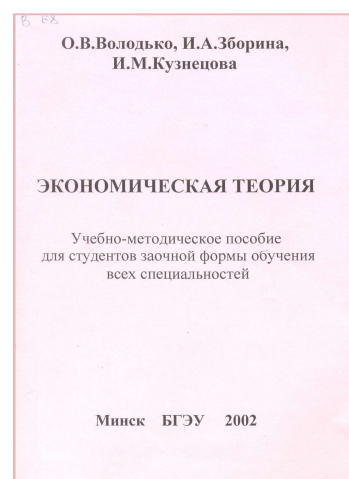 О.В.Володько, И.А.Зборина,
И.М.Кузнецова
ЭКОНОМИЧЕСКАЯ ТЕОРИЯ
Учебно-методическое пособие
для студентов заочной формы обучения
всех специальностей
Минск БГЭУ 2002